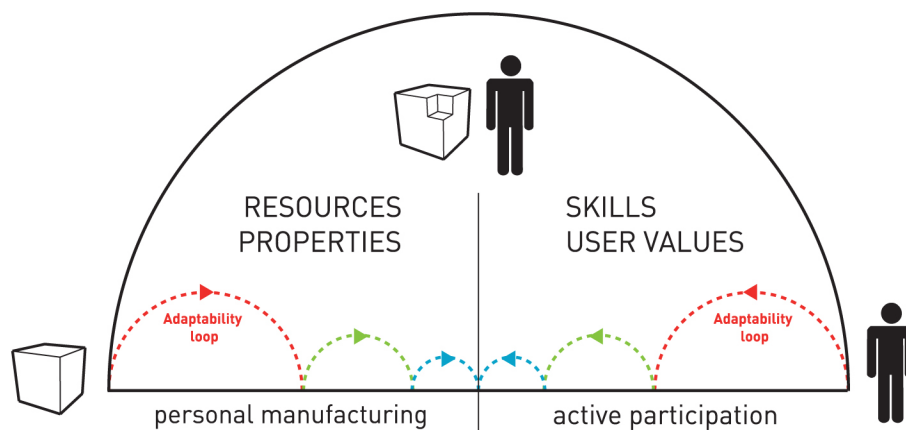 RESOURCES
PROPERTIES
SKILLS
USER VALUES
Adaptability
loop
Adaptability
loop
personal manufacturing
active participation